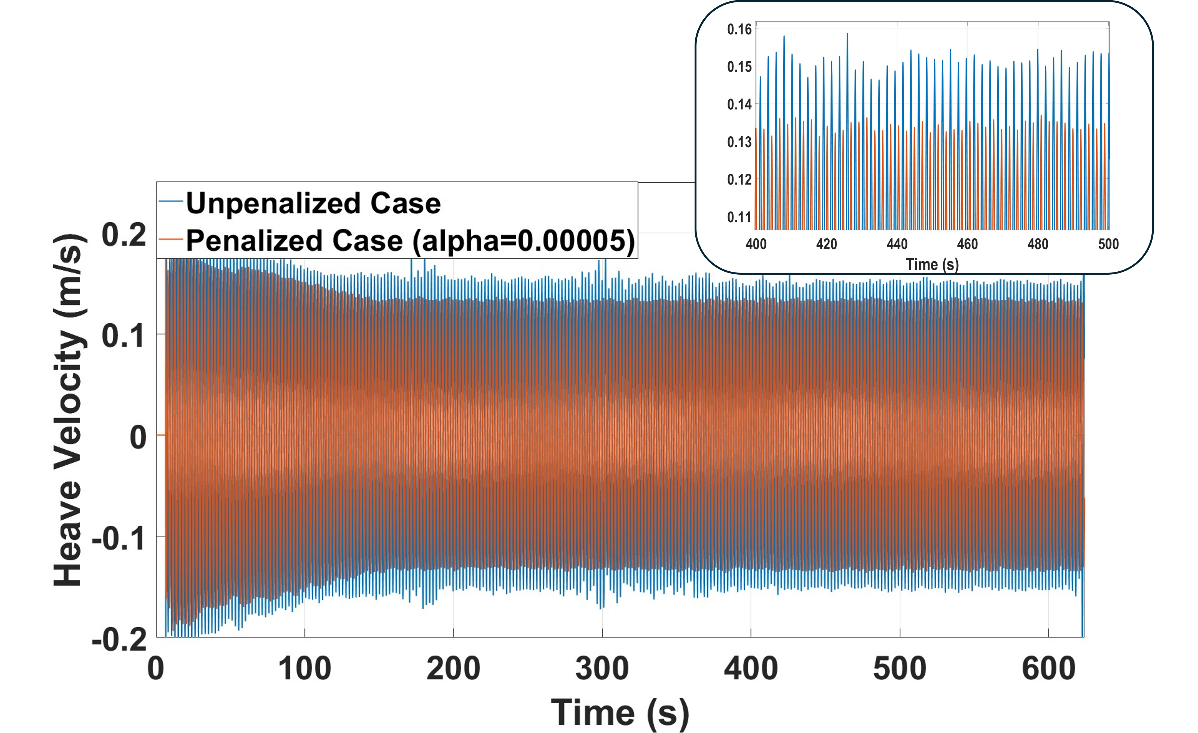 0.16
0.15
0.14
0.13
0.12
0.11
400 420 440 460 480 500
Time (s)
Unpenalized Case
Penalized Case (alpha=0.00005)
Heave Velocity (m/s)
0.2
0.1
0
-0.1
-0.2
0 100 200 300 400 500 600
Time (s)